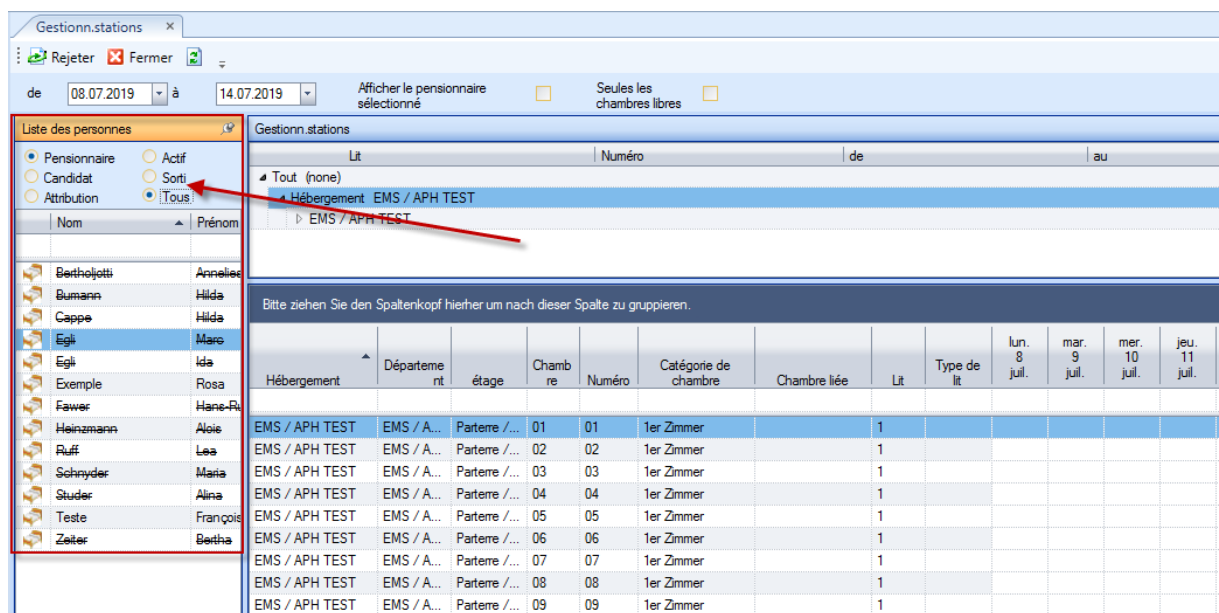 Gestionn.stations ×
Rejeter Fermer
de 08.07.2019 à 14.07.2019 Afficher le pensionnaire sélectionné Seules les chambres libres
Liste des personnes
Pensionnaire Actif
Candidat Sorti
Attribution Tous
Nom Prénom
Bertholjotti Annelies
Bumann Hilda
Cappe Hilda
Egli Marc
Egli Ida
Exemple Rosa
Fawer Hans-Ru
Heinzmann Alois
Ruff Lea
Schnyder Maria
Studer Alina
Teste François
Zeiter Bertha
Gestionn.stations
Lit Numéro de au
Tout (none)
Hébergement EMS / APH TEST
EMS / APH TEST
Bitte ziehen Sie den Spaltenkopf hierher um nach dieser Spalte zu gruppieren.
Hébergement Département étage Chambre Numéro Catégorie de chambre Chambre liée Lit Type de lit lun. 8 juil. mar. 9 juil. mer. 10 juil. jeu. 11 juil.
EMS / APH TEST EMS / A... Parterre /... 01 01 1er Zimmer 1
EMS / APH TEST EMS / A... Parterre /... 02 02 1er Zimmer 1
EMS / APH TEST EMS / A... Parterre /... 03 03 1er Zimmer 1
EMS / APH TEST EMS / A... Parterre /... 04 04 1er Zimmer 1
EMS / APH TEST EMS / A... Parterre /... 05 05 1er Zimmer 1
EMS / APH TEST EMS / A... Parterre /... 06 06 1er Zimmer 1
EMS / APH TEST EMS / A... Parterre /... 07 07 1er Zimmer 1
EMS / APH TEST EMS / A... Parterre /... 08 08 1er Zimmer 1
EMS / APH TEST EMS / A... Parterre /... 09 09 1er Zimmer 1